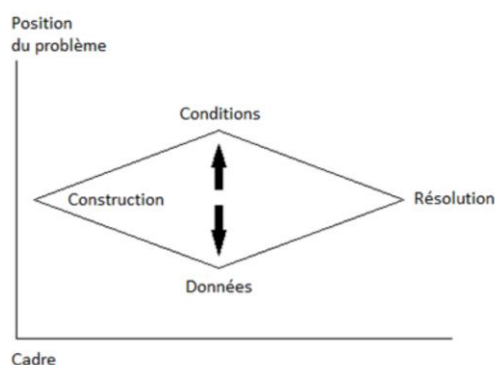 Position
du problème
Conditions
Construction
Résolution
Données
Cadre